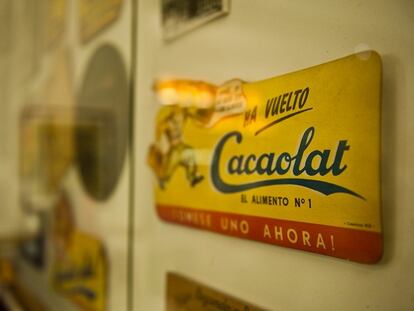 HA VUELTO
Cacaolat
EL ALIMENTO Nº 1
¡TÓMESE UNO AHORA!